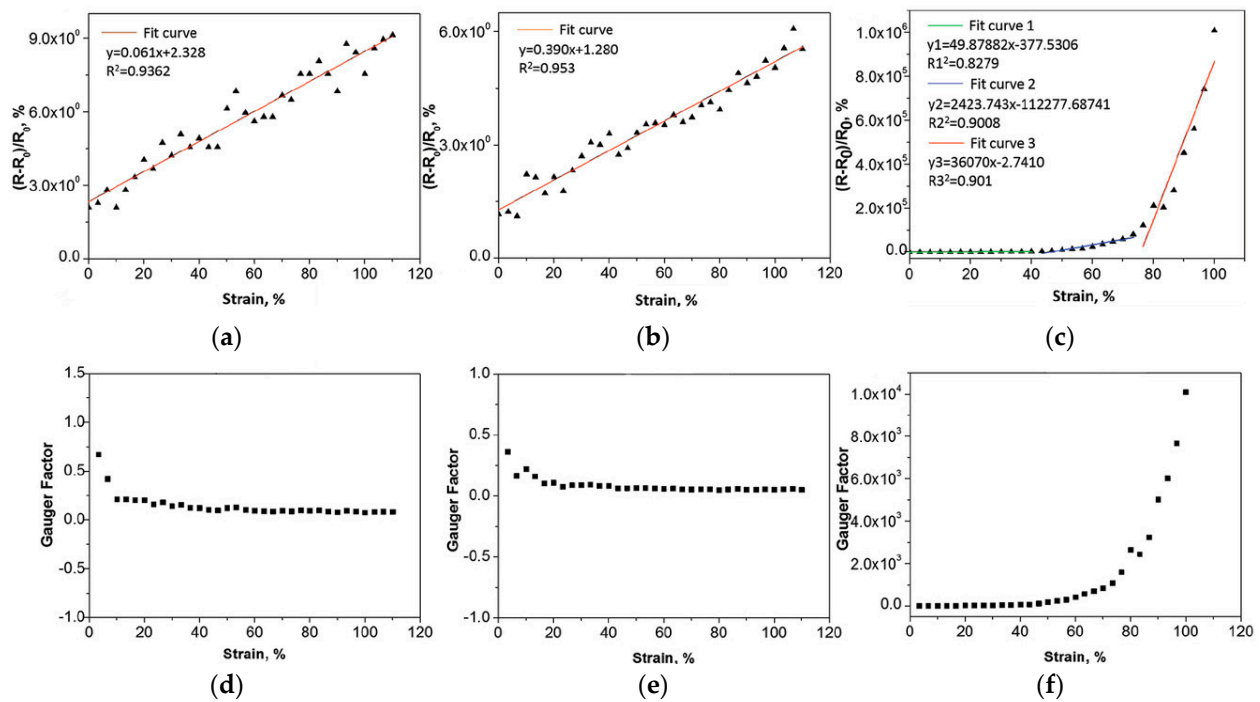 9.0x10⁰
6.0x10⁰
3.0x10⁰
0.0
(R-R₀)/R₀, %
Fit curve
y=0.061x+2.328
R²=0.9362
0 20 40 60 80 100 120
Strain, %
(a)
6.0x10⁰
3.0x10⁰
0.0
(R-R₀)/R₀, %
Fit curve
y=0.390x+1.280
R²=0.953
0 20 40 60 80 100 120
Strain, %
(b)
1.0x10⁶
8.0x10⁵
6.0x10⁵
4.0x10⁵
2.0x10⁵
0.0
(R-R0)/R0, %
Fit curve 1
y1=49.87882x-377.5306
R1²=0.8279
Fit curve 2
y2=2423.743x-112277.68741
R2²=0.9008
Fit curve 3
y3=36070x-2.7410
R3²=0.901
0 20 40 60 80 100
Strain, %
(c)
1.5
1.0
0.5
0.0
-0.5
-1.0
Gauger Factor
0 20 40 60 80 100 120
Strain, %
(d)
1.0
0.5
0.0
-0.5
-1.0
Gauger Factor
0 20 40 60 80 100 120
Strain, %
(e)
1.0x10⁴
8.0x10³
6.0x10³
4.0x10³
2.0x10³
0.0
Gauger Factor
0 20 40 60 80 100 120
Strain, %
(f)